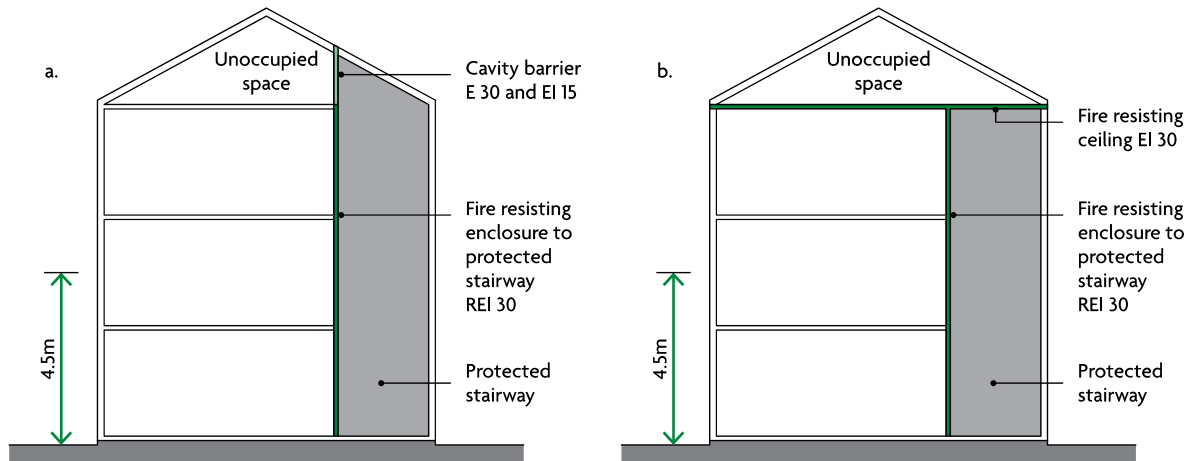 a.
Unoccupied
space
Cavity barrier
E 30 and EI 15
Fire resisting
enclosure to
protected
stairway
REI 30
4.5m
Protected
stairway
b.
Unoccupied
space
Fire resisting
ceiling EI 30
Fire resisting
enclosure to
protected
stairway
REI 30
4.5m
Protected
stairway